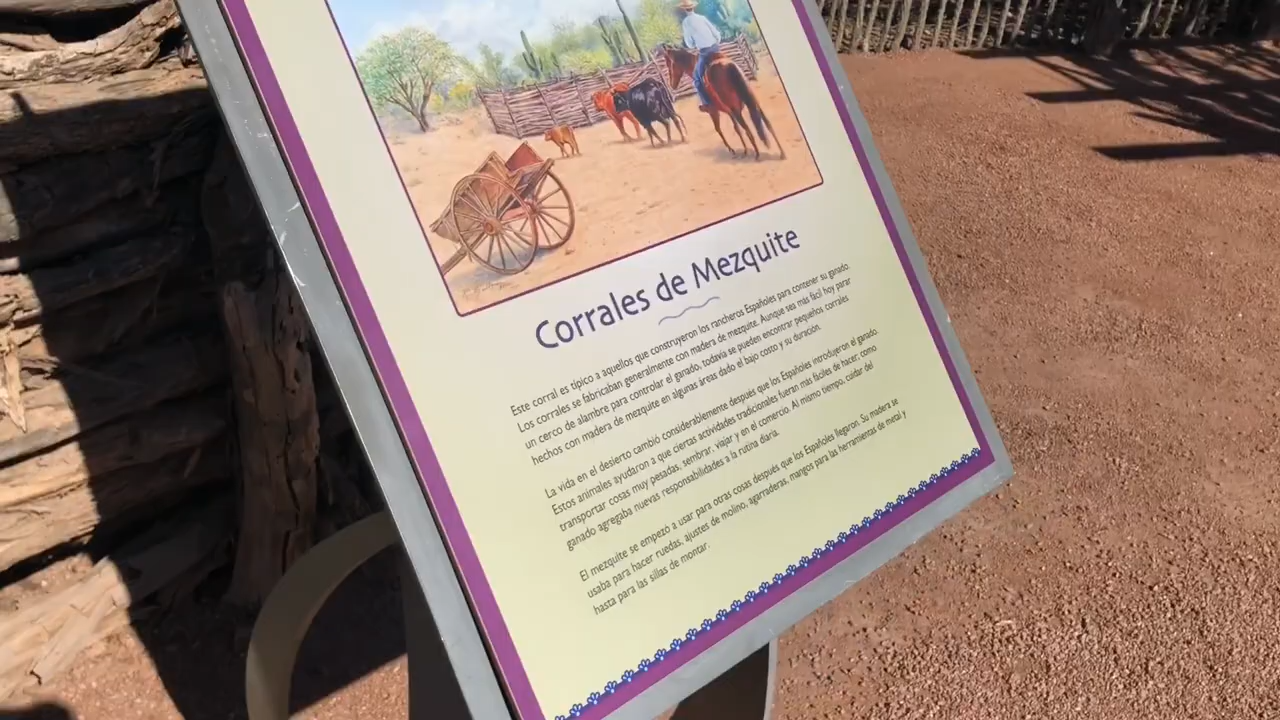 Corrales de Mezquite
Este corral es típico a aquellos que construyeron los rancheros Españoles para contener su ganado.
Los corrales se fabricaban generalmente con madera de mezquite. Aunque sea más fácil hoy parar
un cerco de alambre para controlar el ganado, todavía se pueden encontrar pequeños corrales
hechos con madera de mezquite en algunas áreas dado el bajo costo y su duración.
La vida en el desierto cambió considerablemente después que los Españoles introdujeron el ganado.
Estos animales ayudaron a que ciertas actividades tradicionales fueran más fáciles de hacer; como
transportar cosas muy pesadas, sembrar, viajar y en el comercio. Al mismo tiempo, cuidar del
ganado agregaba nuevas responsabilidades a la rutina diaria.
El mezquite se empezó a usar para otras cosas después que los Españoles llegaron. Su madera se
usaba para hacer ruedas, ajustes de molino, agarraderas, mangos para las herramientas de metal y
hasta para las sillas de montar.